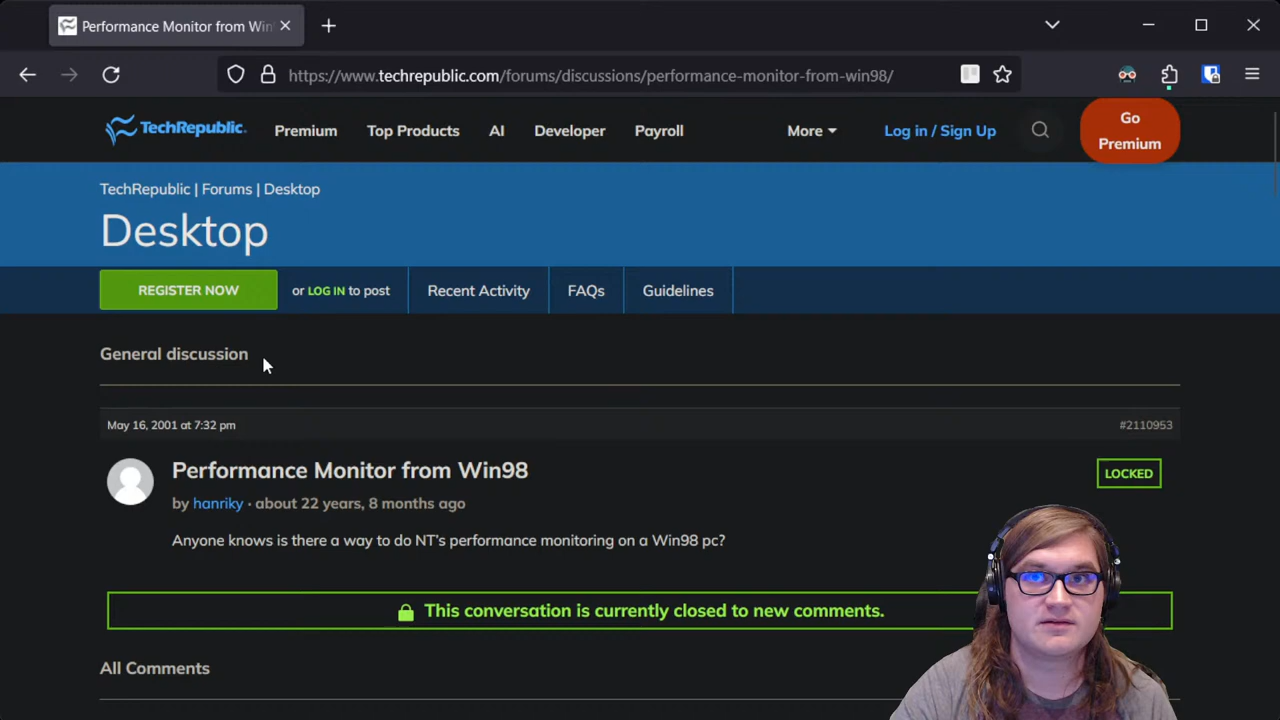 Performance Monitor from Win
https://www.techrepublic.com/forums/discussions/performance-monitor-from-win98/
TechRepublic. Premium Top Products AI Developer Payroll More Log in / Sign Up Go Premium
TechRepublic | Forums | Desktop
Desktop
REGISTER NOW or LOG IN to post Recent Activity FAQs Guidelines
General discussion
May 16, 2001 at 7:32 pm #2110953
Performance Monitor from Win98 LOCKED
by hanriky · about 22 years, 8 months ago
Anyone knows is there a way to do NT's performance monitoring on a Win98 pc?
This conversation is currently closed to new comments.
All Comments